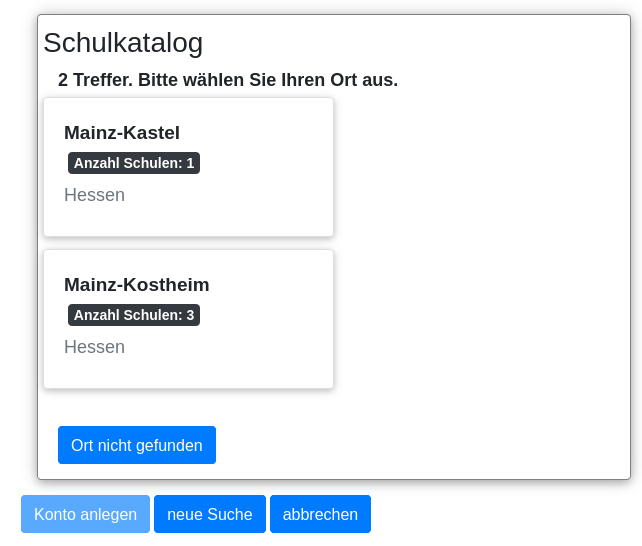 Schulkatalog
2 Treffer. Bitte wählen Sie Ihren Ort aus.
Mainz-Kastel
Anzahl Schulen: 1
Hessen
Mainz-Kostheim
Anzahl Schulen: 3
Hessen
Ort nicht gefunden
Konto anlegen neue Suche abbrechen